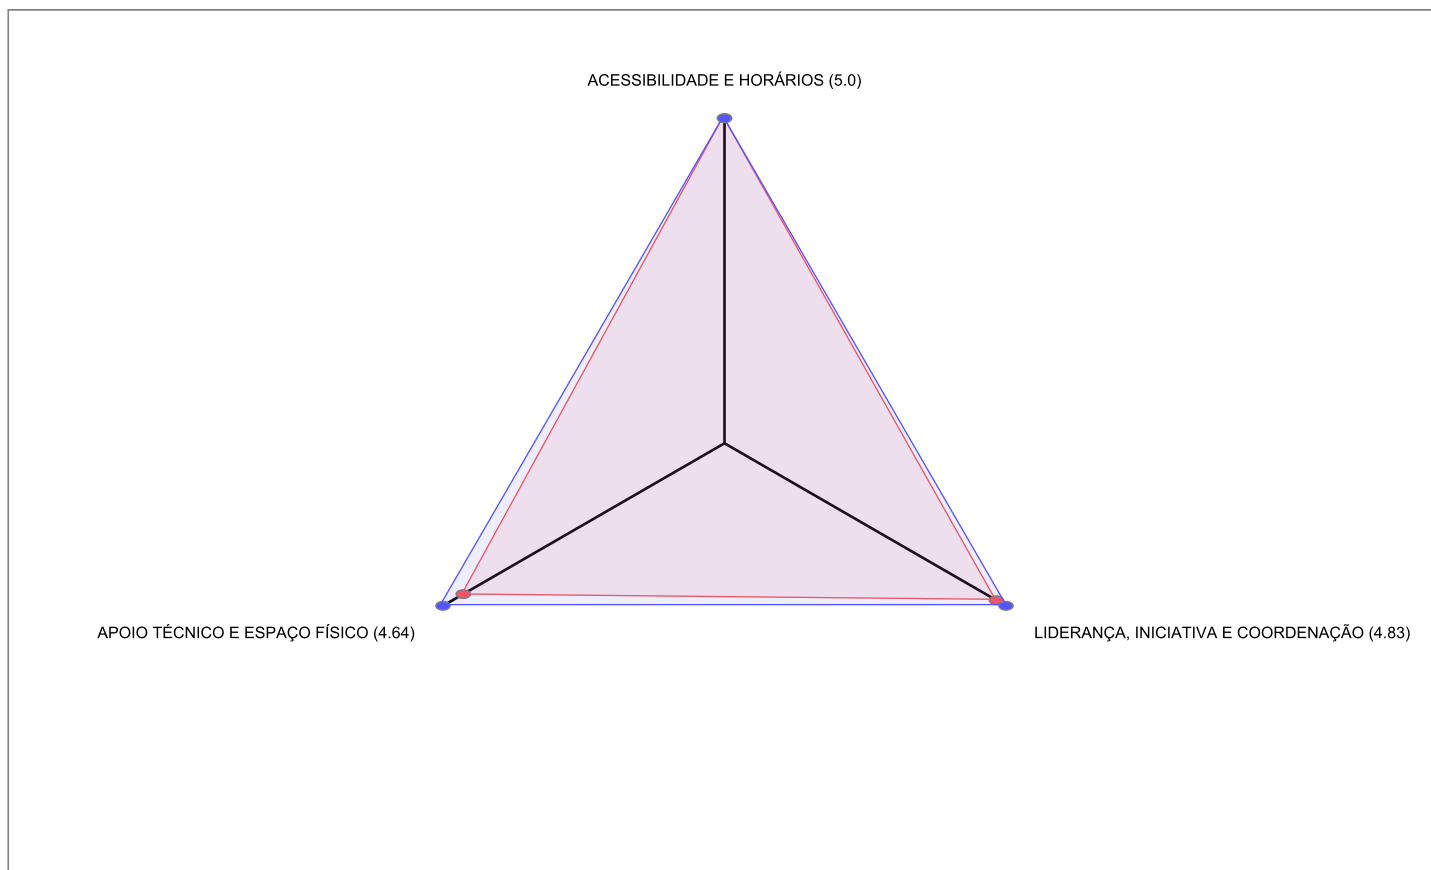 ACESSIBILIDADE E HORÁRIOS (5.0)
APOIO TÉCNICO E ESPAÇO FÍSICO (4.64)
LIDERANÇA, INICIATIVA E COORDENAÇÃO (4.83)